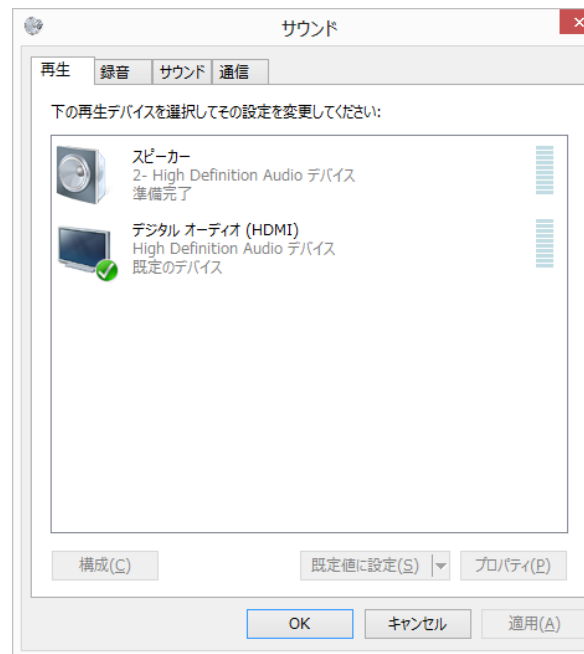 サウンド
再生 録音 サウンド 通信
下の再生デバイスを選択してその設定を変更してください:
スピーカー
2- High Definition Audio デバイス
準備完了
デジタル オーディオ (HDMI)
High Definition Audio デバイス
既定のデバイス
構成(C) 既定値に設定(S) プロパティ(P)
OK キャンセル 適用(A)